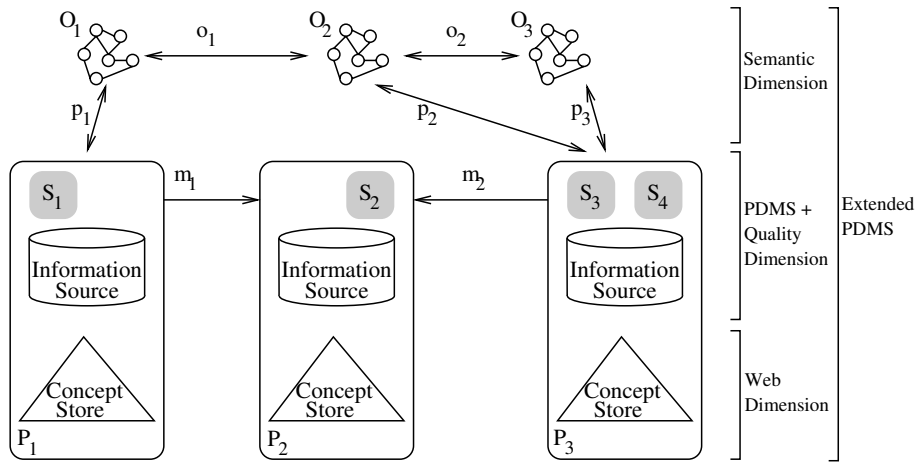 O1 o1 O2 o2 O3
Semantic
Dimension
p1 p2 p3
m1 m2
S1 S2 S3 S4
PDMS +
Quality
Dimension
Extended
PDMS
Information
Source
Information
Source
Information
Source
Concept
Store
Concept
Store
Concept
Store
Web
Dimension
P1 P2 P3